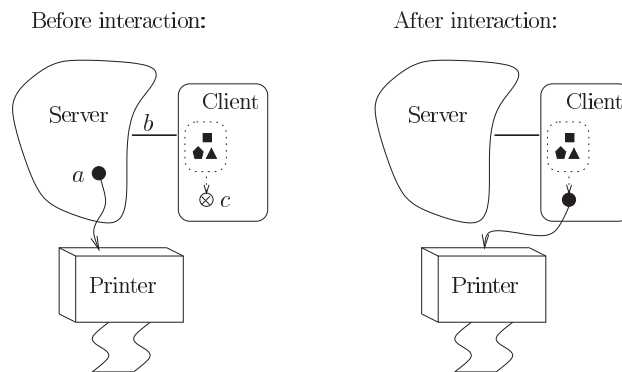 Before interaction:
Server
b
Client
a
c
Printer
After interaction:
Server
Client
Printer